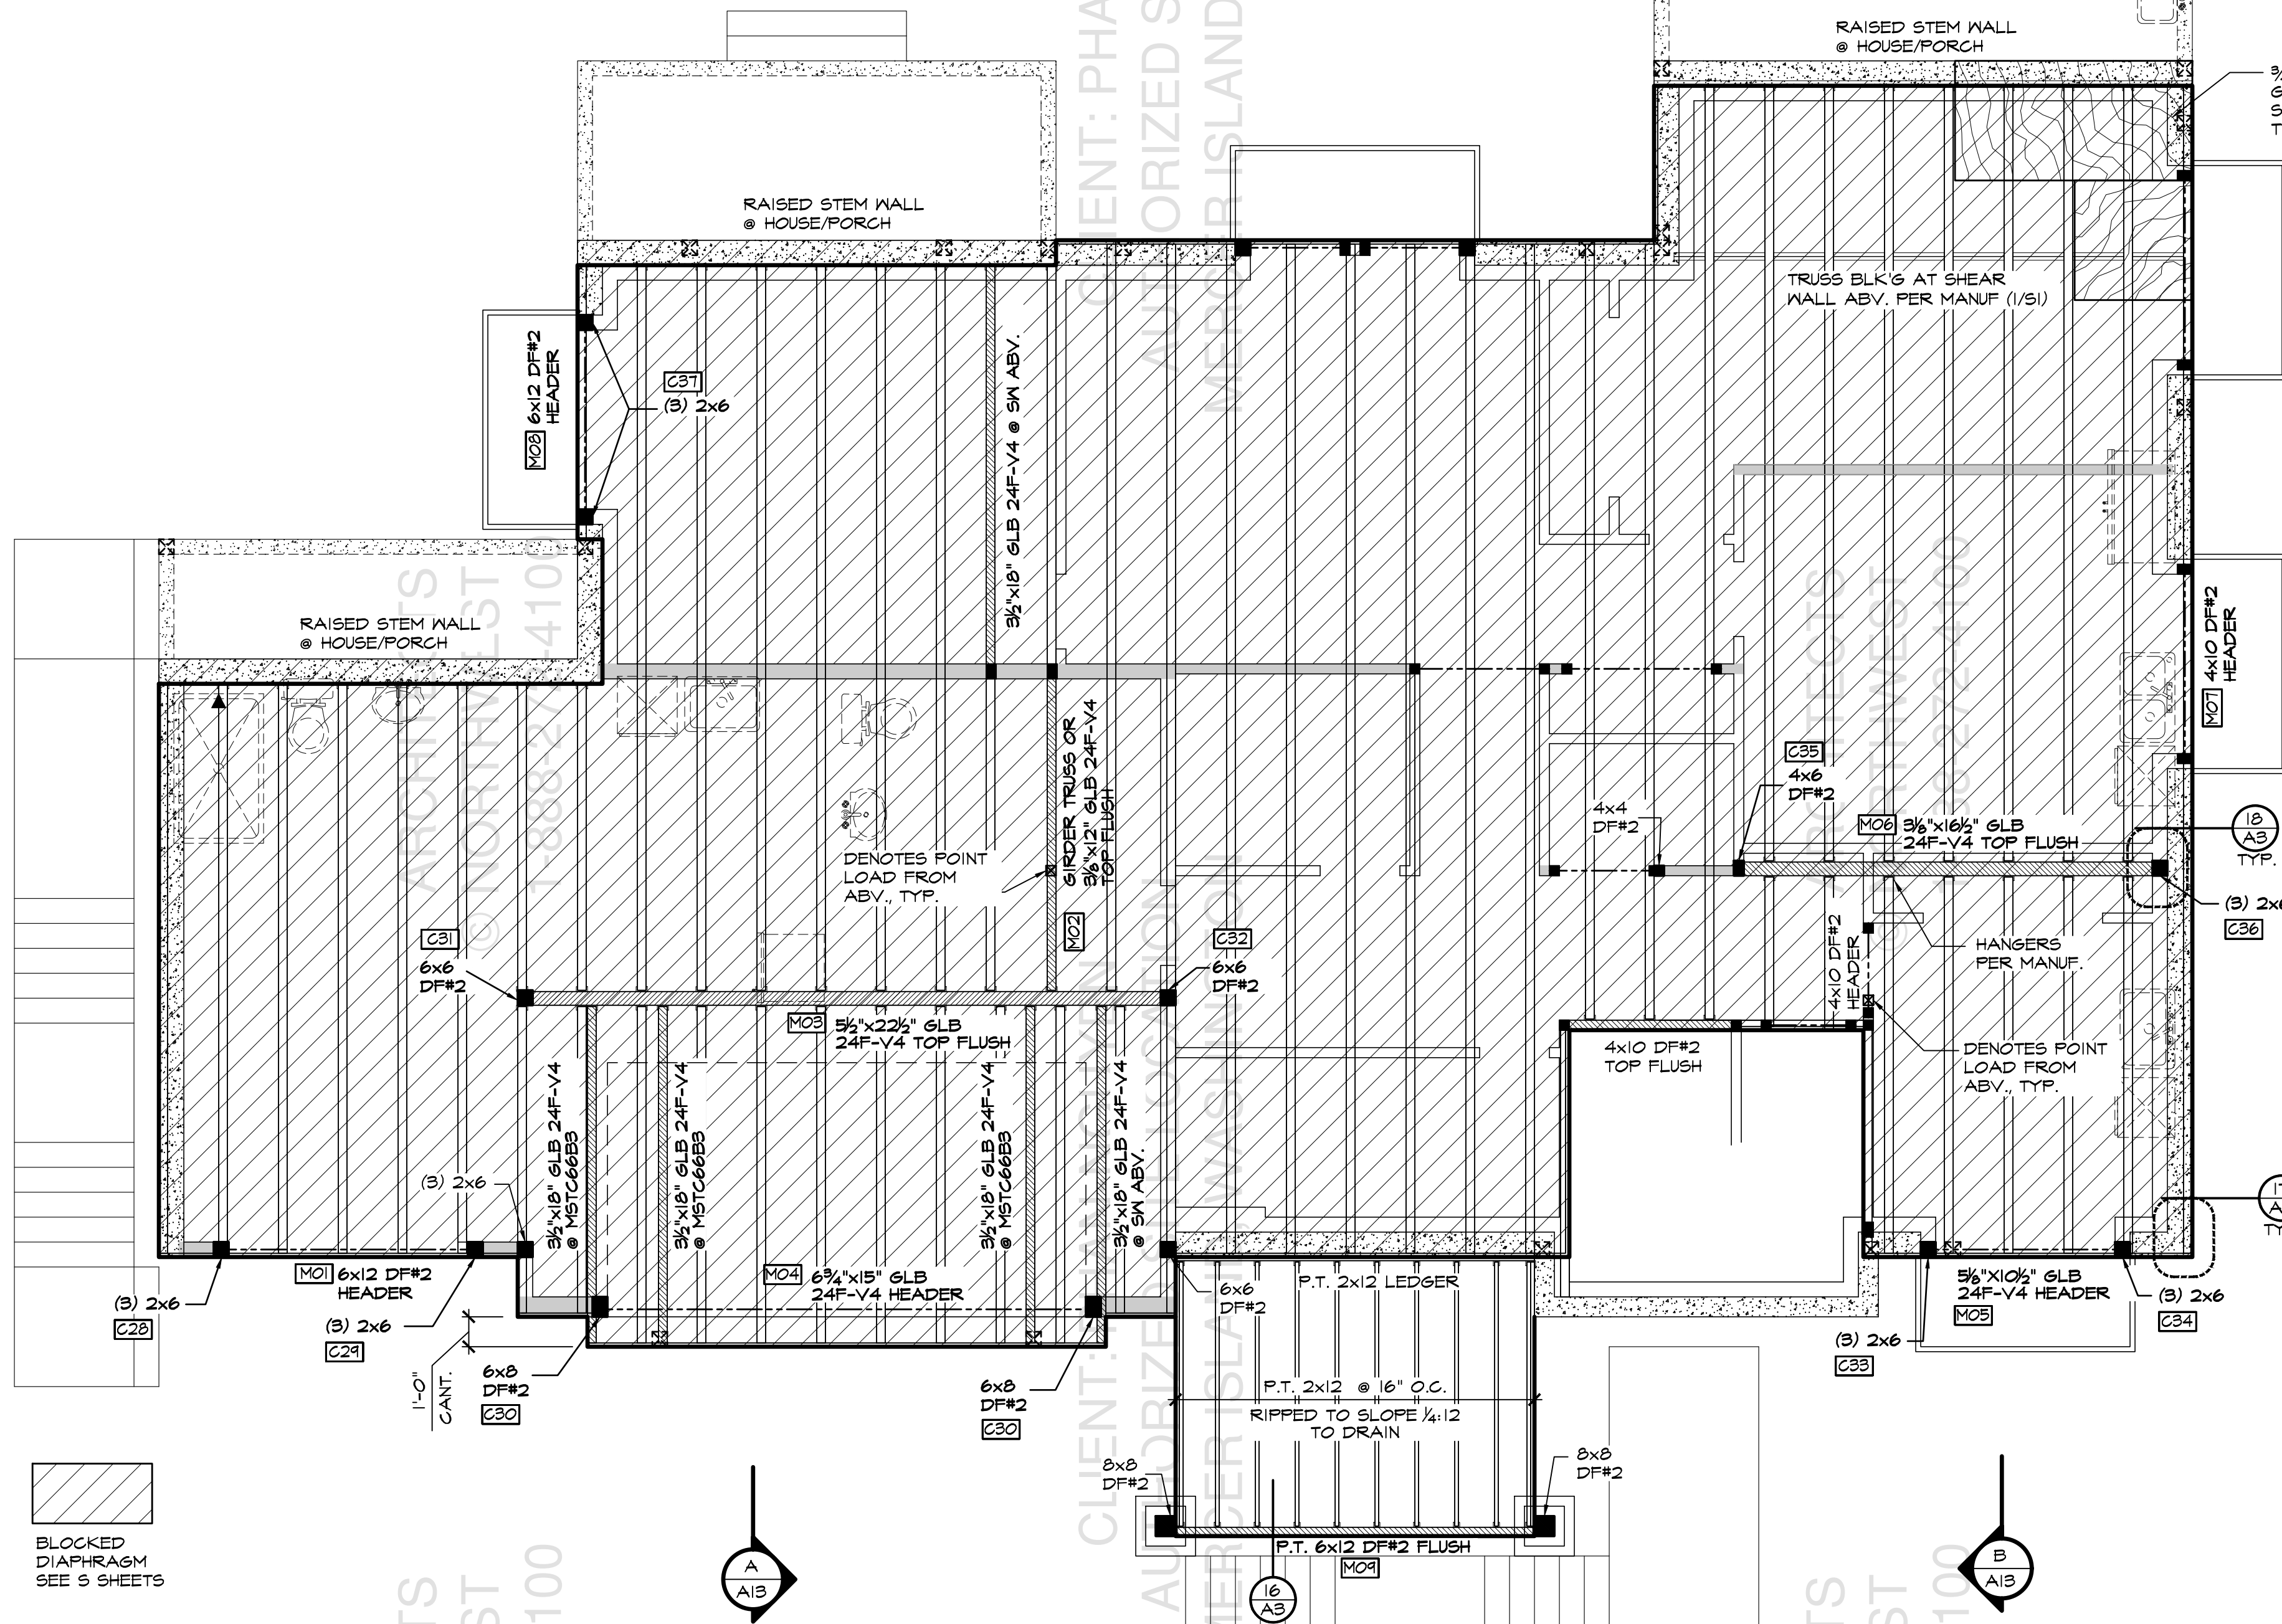 RAISED STEM WALL
@ HOUSE/PORCH
RAISED STEM WALL
@ HOUSE/PORCH
TRUSS BLK'G AT SHEAR
WALL ABV. PER MANUF (1/S1)
M08
6x12 DF#2
HEADER
C37
(3) 2x6
3½"x18" GLB 24F-V4 @ SW ABV.
RAISED STEM WALL
@ HOUSE/PORCH
GIRDER TRUSS OR
3⅛"x12" GLB 24F-V4
TOP FLUSH
M02
DENOTES POINT
LOAD FROM
ABV., TYP.
M07
4x10 DF#2
HEADER
C35
4x6
DF#2
4x4
DF#2
M06
3⅛"x16½" GLB
24F-V4 TOP FLUSH
18
A3
TYP.
C36
C31
6x6
DF#2
C32
6x6
DF#2
4x10 DF#2
HEADER
HANGERS
PER MANUF.
M03
5½"x22½" GLB
24F-V4 TOP FLUSH
4x10 DF#2
TOP FLUSH
DENOTES POINT
LOAD FROM
ABV., TYP.
3½"x18" GLB 24F-V4
@ MSTC66B3
3½"x18" GLB 24F-V4
@ MSTC66B3
3½"x18" GLB 24F-V4
@ MSTC66B3
3½"x18" GLB 24F-V4
@ SW ABV.
(3) 2x6
M01
6x12 DF#2
HEADER
M04
6¾"x15" GLB
24F-V4 HEADER
6x6
DF#2
P.T. 2x12 LEDGER
5⅛"X10½" GLB
24F-V4 HEADER
M05
(3) 2x6
C34
(3) 2x6
C28
(3) 2x6
C29
(3) 2x6
C33
1'-0"
CANT.
6x8
DF#2
C30
6x8
DF#2
C30
P.T. 2x12 @ 16" O.C.
RIPPED TO SLOPE ¼:12
TO DRAIN
8x8
DF#2
8x8
DF#2
P.T. 6x12 DF#2 FLUSH
M09
BLOCKED
DIAPHRAGM
SEE S SHEETS
A
A13
16
A3
B
A13